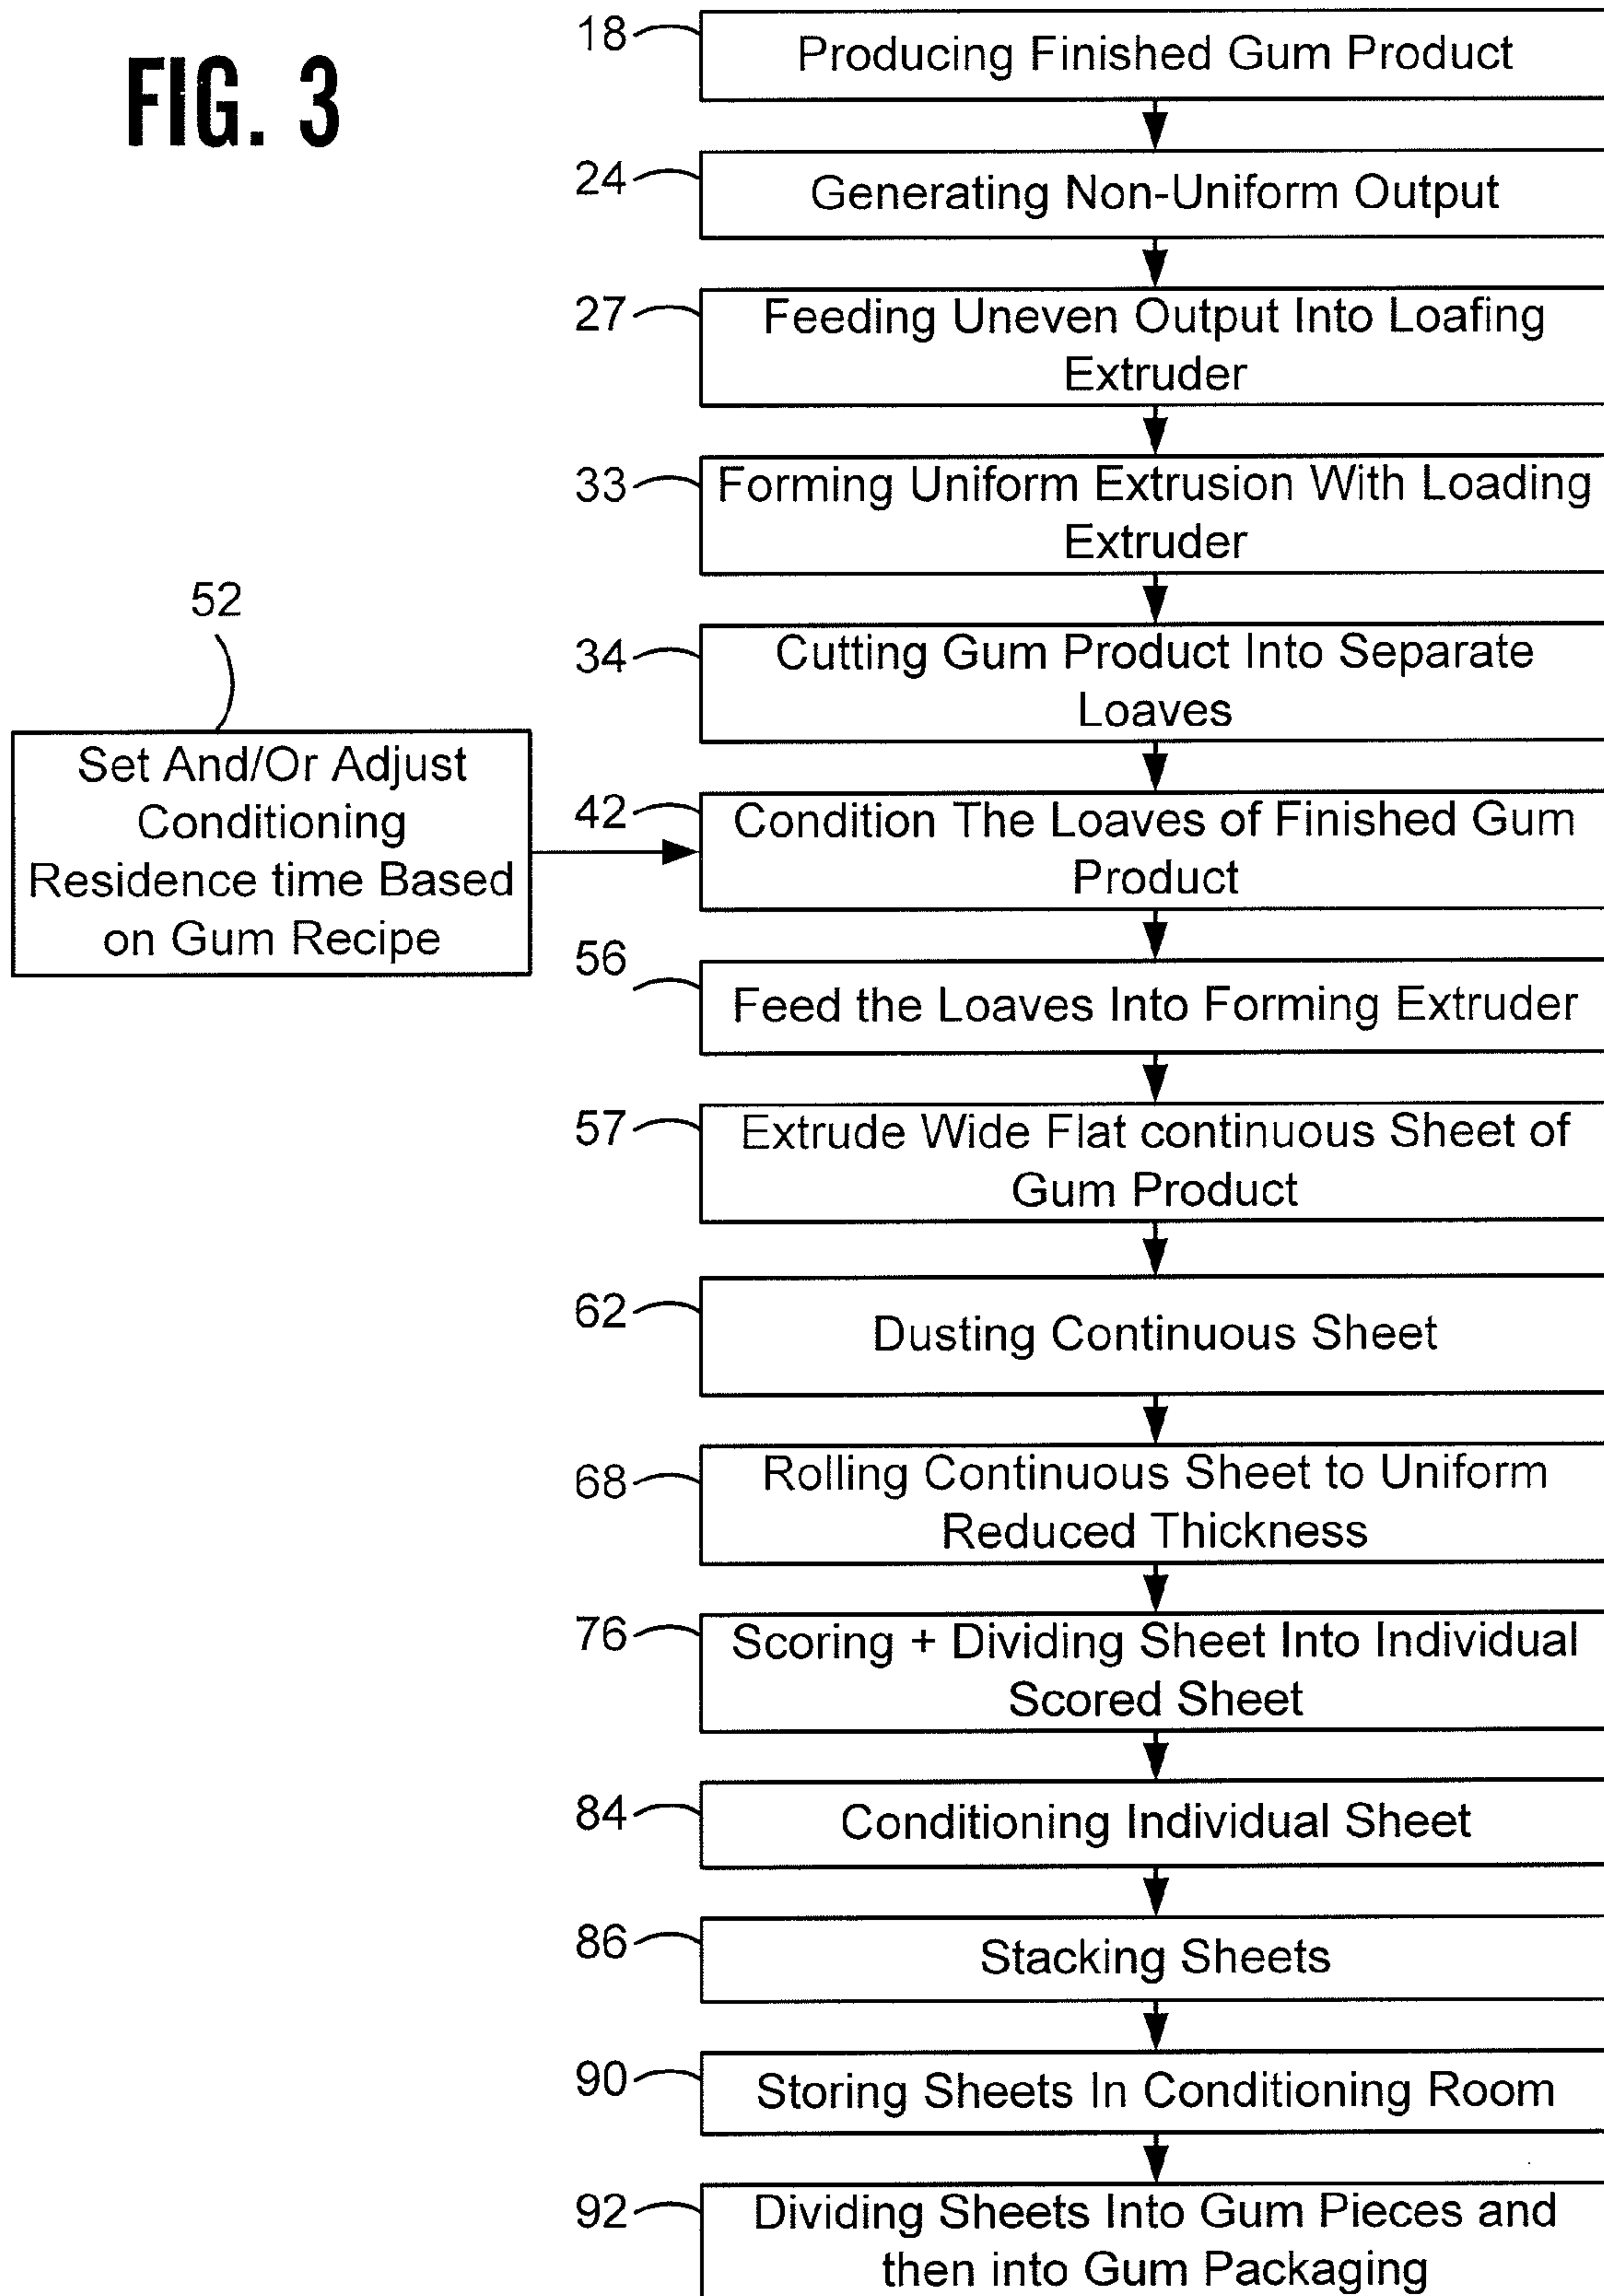 FIG. 3
18
Producing Finished Gum Product
24
Generating Non-Uniform Output
27
Feeding Uneven Output Into Loafing
Extruder
33
Forming Uniform Extrusion With Loading
Extruder
34
Cutting Gum Product Into Separate
Loaves
52
Set And/Or Adjust
Conditioning
Residence time Based
on Gum Recipe
42
Condition The Loaves of Finished Gum
Product
56
Feed the Loaves Into Forming Extruder
57
Extrude Wide Flat continuous Sheet of
Gum Product
62
Dusting Continuous Sheet
68
Rolling Continuous Sheet to Uniform
Reduced Thickness
76
Scoring + Dividing Sheet Into Individual
Scored Sheet
84
Conditioning Individual Sheet
86
Stacking Sheets
90
Storing Sheets In Conditioning Room
92
Dividing Sheets Into Gum Pieces and
then into Gum Packaging